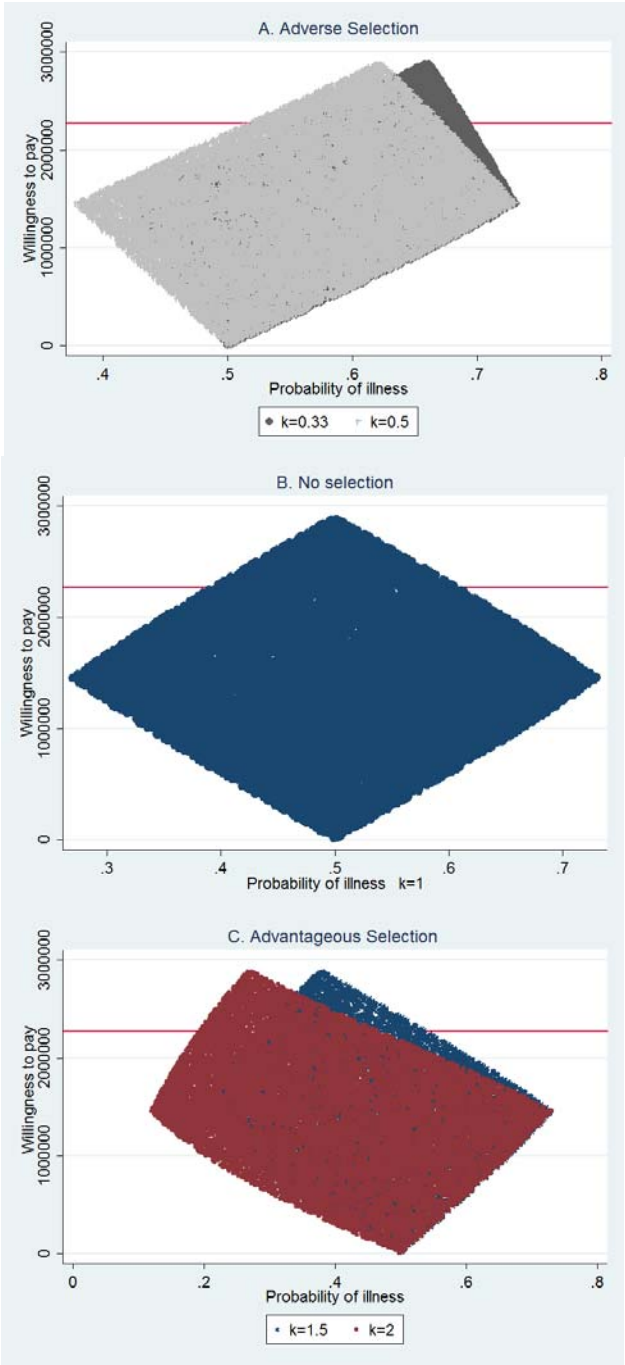 A. Adverse Selection
Willingness to pay
3000000
2000000
1000000
0
.4 .5 .6 .7 .8
Probability of illness
k=0.33 k=0.5
B. No selection
Willingness to pay
3000000
2000000
1000000
0
.3 .4 .5 .6 .7
Probability of illness k=1
C. Advantageous Selection
Willingness to pay
3000000
2000000
1000000
0
0 .2 .4 .6 .8
Probability of illness
k=1.5 k=2